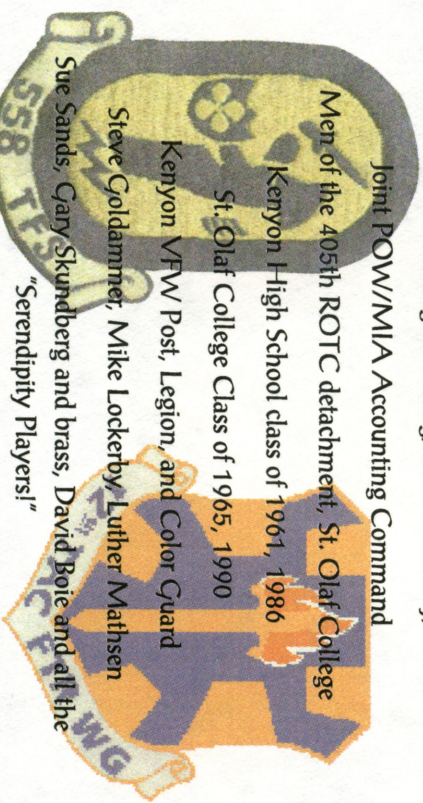 Joint POW/MIA Accounting Command
Men of the 405th ROTC detachment, St. Olaf College
Kenyon High School class of 1961, 1986
St. Olaf College Class of 1965, 1990
Kenyon VFW Post, Legion, and Color Guard
Steve Goldammer, Mike Lockerby, Luther Mathsen
Sue Sands, Gary Skundberg and brass, David Boie and all the
"Serendipity Players!"
558 TFS
WG